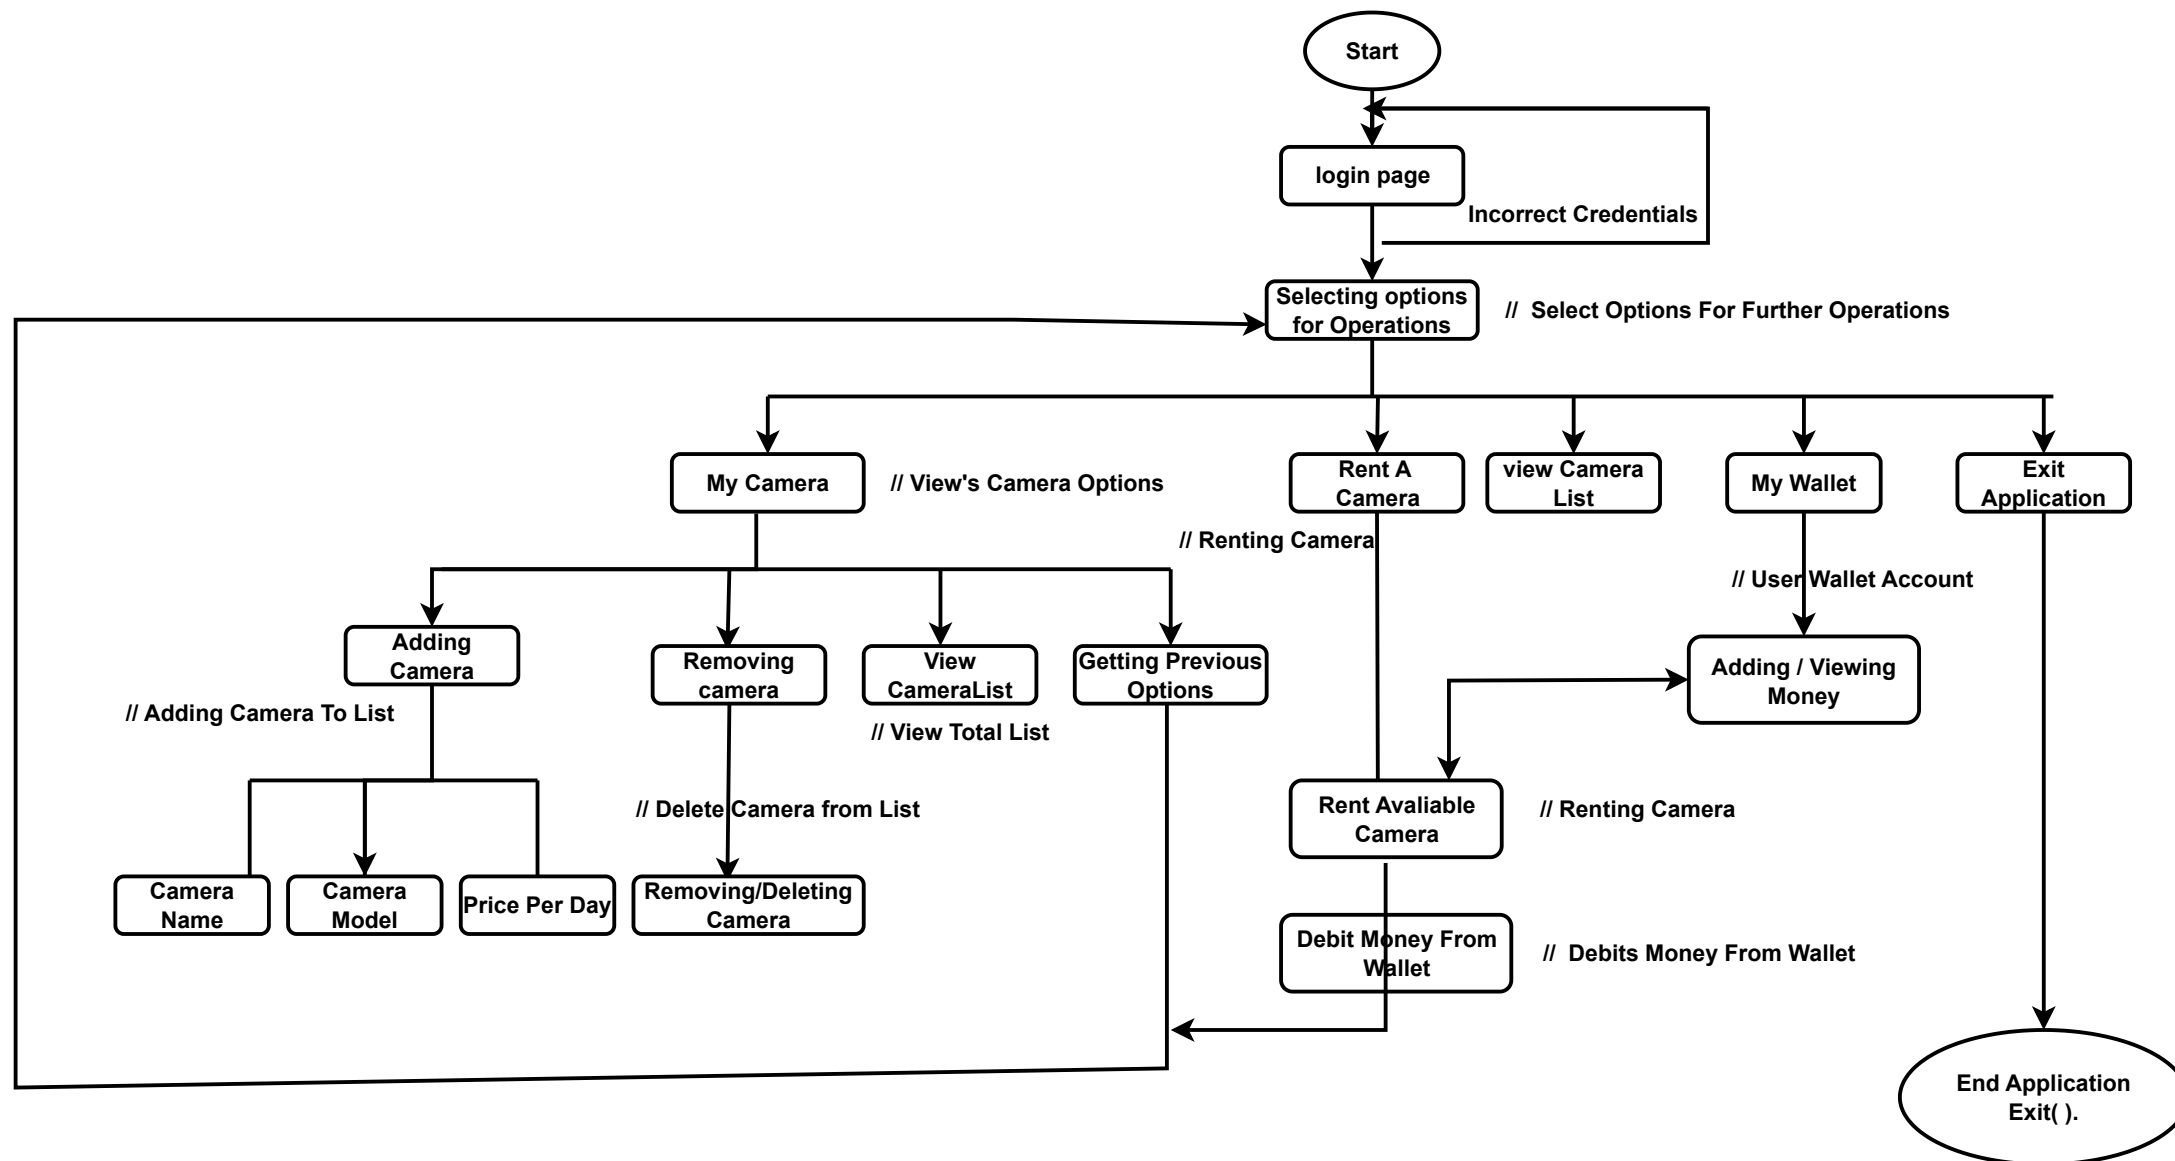 Start
login page
Incorrect Credentials
Selecting options
for Operations
//  Select Options For Further Operations
My Camera
// View's Camera Options
Rent A
Camera
view Camera
List
My Wallet
Exit
Application
// Renting Camera
// User Wallet Account
Adding
Camera
Removing
camera
View
CameraList
Getting Previous
Options
Adding / Viewing
Money
// Adding Camera To List
// View Total List
// Delete Camera from List
Rent Avaliable
Camera
// Renting Camera
Camera
Name
Camera
Model
Price Per Day
Removing/Deleting
Camera
Debit Money From
Wallet
//  Debits Money From Wallet
End Application
Exit( ).